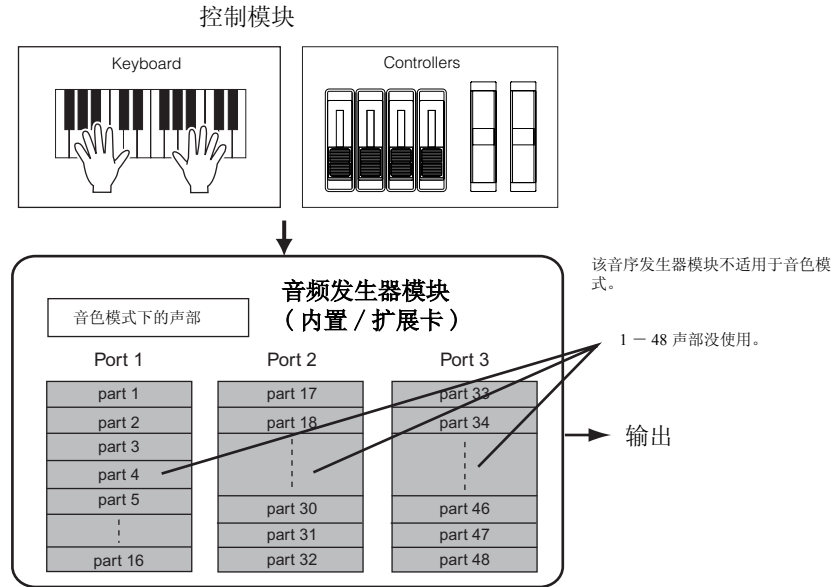 控制模块
Keyboard
Controllers
该音序发生器模块不适用于音色模
式。
音频发生器模块
（内置 / 扩展卡）
音色模式下的声部
1 － 48 声部没使用。
Port 1
Port 2
Port 3
part 1
part 2
part 3
part 4
part 5
part 16
part 17
part 18
part 30
part 31
part 32
part 33
part 34
part 46
part 47
part 48
输出